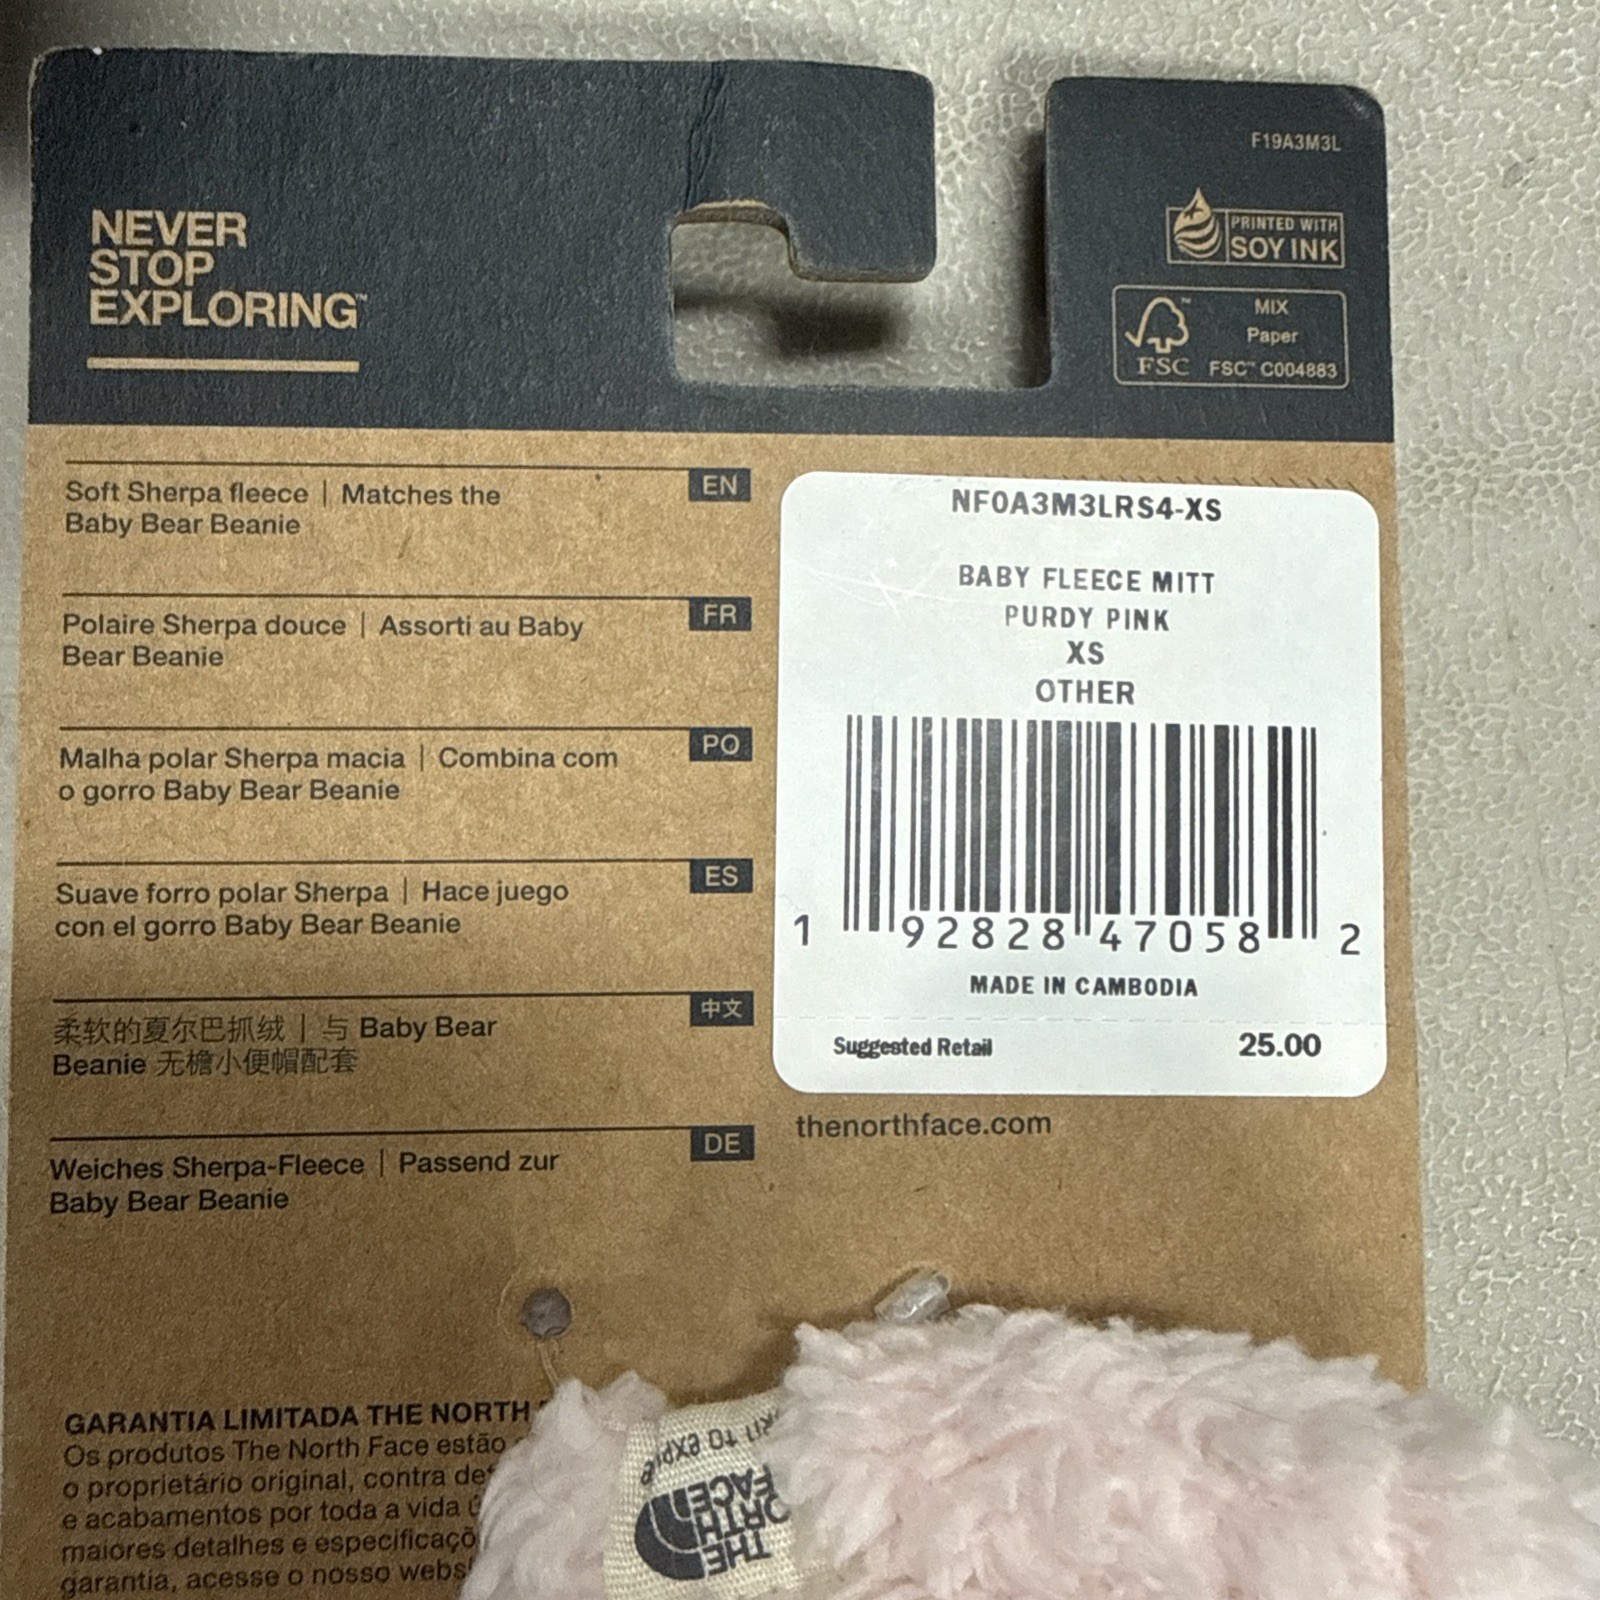 NEVER
STOP
EXPLORING™
F19A3M3L
PRINTED WITH
SOY INK
FSC
MIX
Paper
FSC™ C004883
EN
Soft Sherpa fleece | Matches the
Baby Bear Beanie
FR
Polaire Sherpa douce | Assorti au Baby
Bear Beanie
PO
Malha polar Sherpa macia | Combina com
o gorro Baby Bear Beanie
ES
Suave forro polar Sherpa | Hace juego
con el gorro Baby Bear Beanie
中文
柔软的夏尔巴抓绒 | 与 Baby Bear
Beanie 无檐小便帽配套
DE
Weiches Sherpa-Fleece | Passend zur
Baby Bear Beanie
NF0A3M3LRS4-XS
BABY FLEECE MITT
PURDY PINK
XS
OTHER
1 92828 47058 2
MADE IN CAMBODIA
Suggested Retail 25.00
thenorthface.com
GARANTIA LIMITADA THE NORTH
Os produtos The North Face estão
o proprietário original, contra
e acabamentos por toda a vida
maiores detalhes e
garantia, acesse o nosso
THE
NORTH
FACE